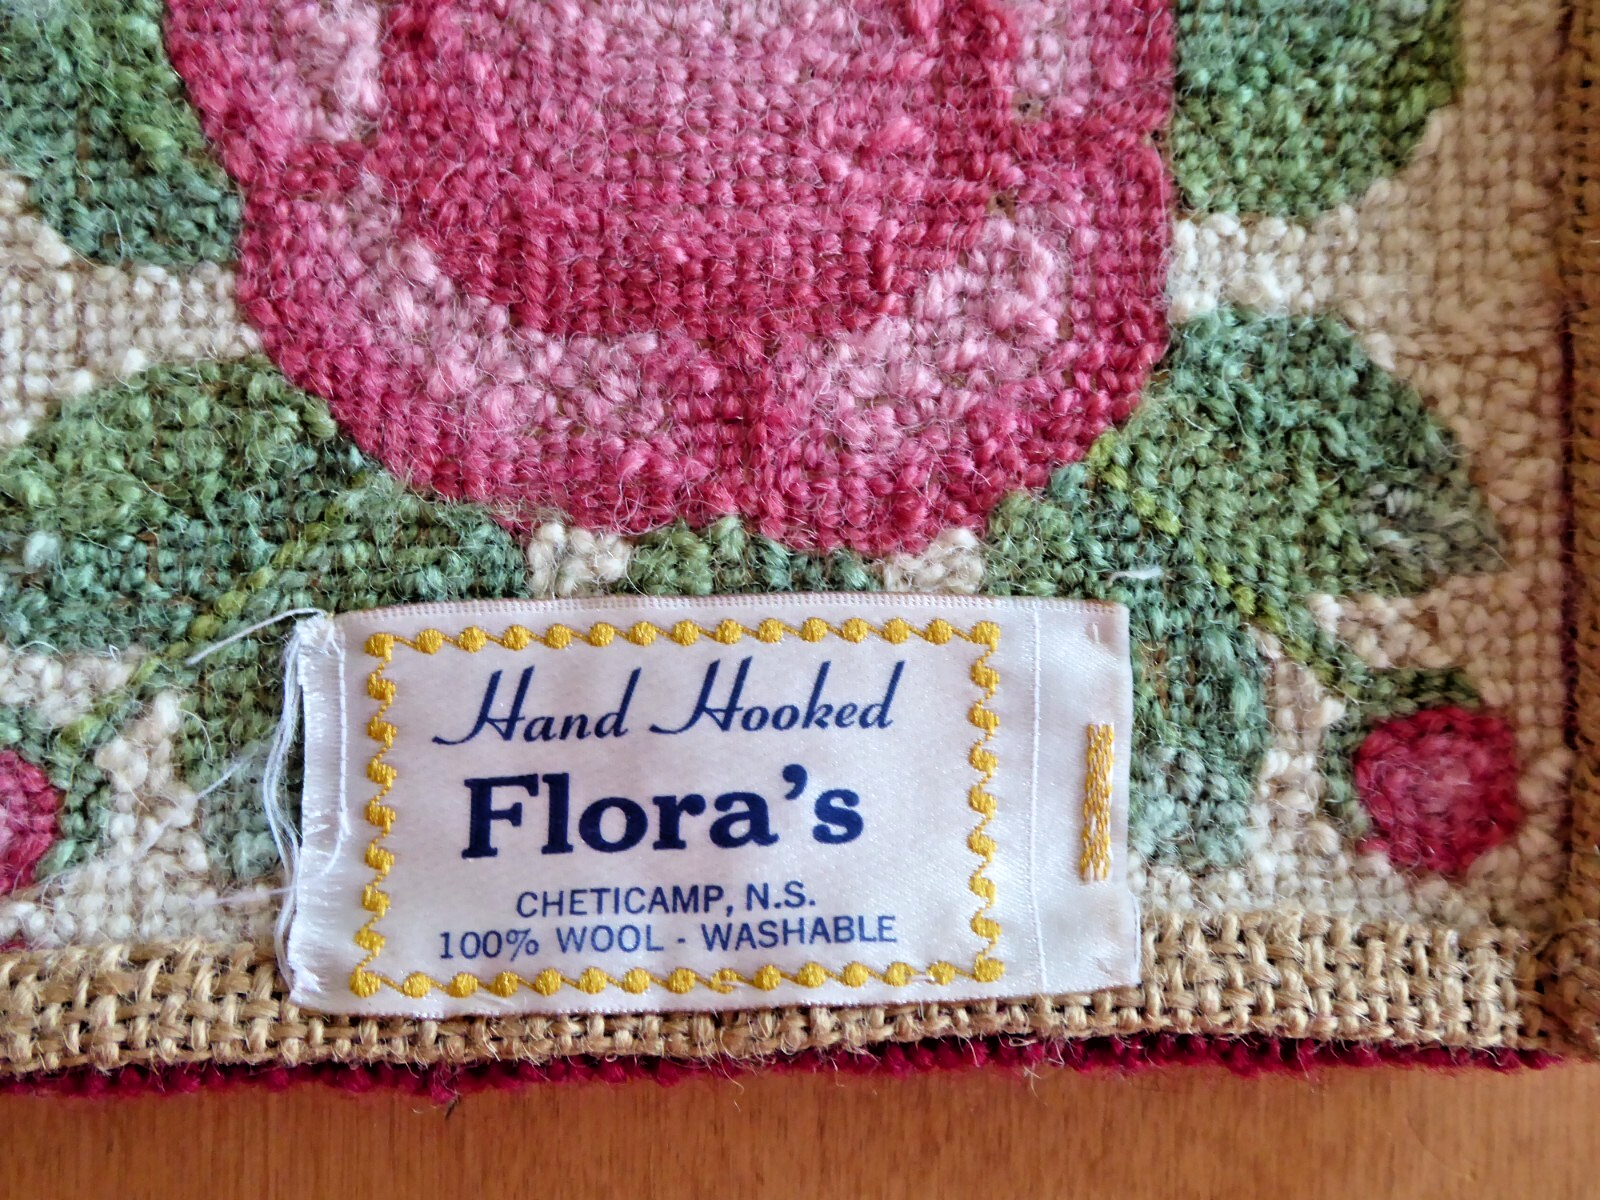 Hand Hooked
Flora's
CHETICAMP, N.S.
100% WOOL - WASHABLE